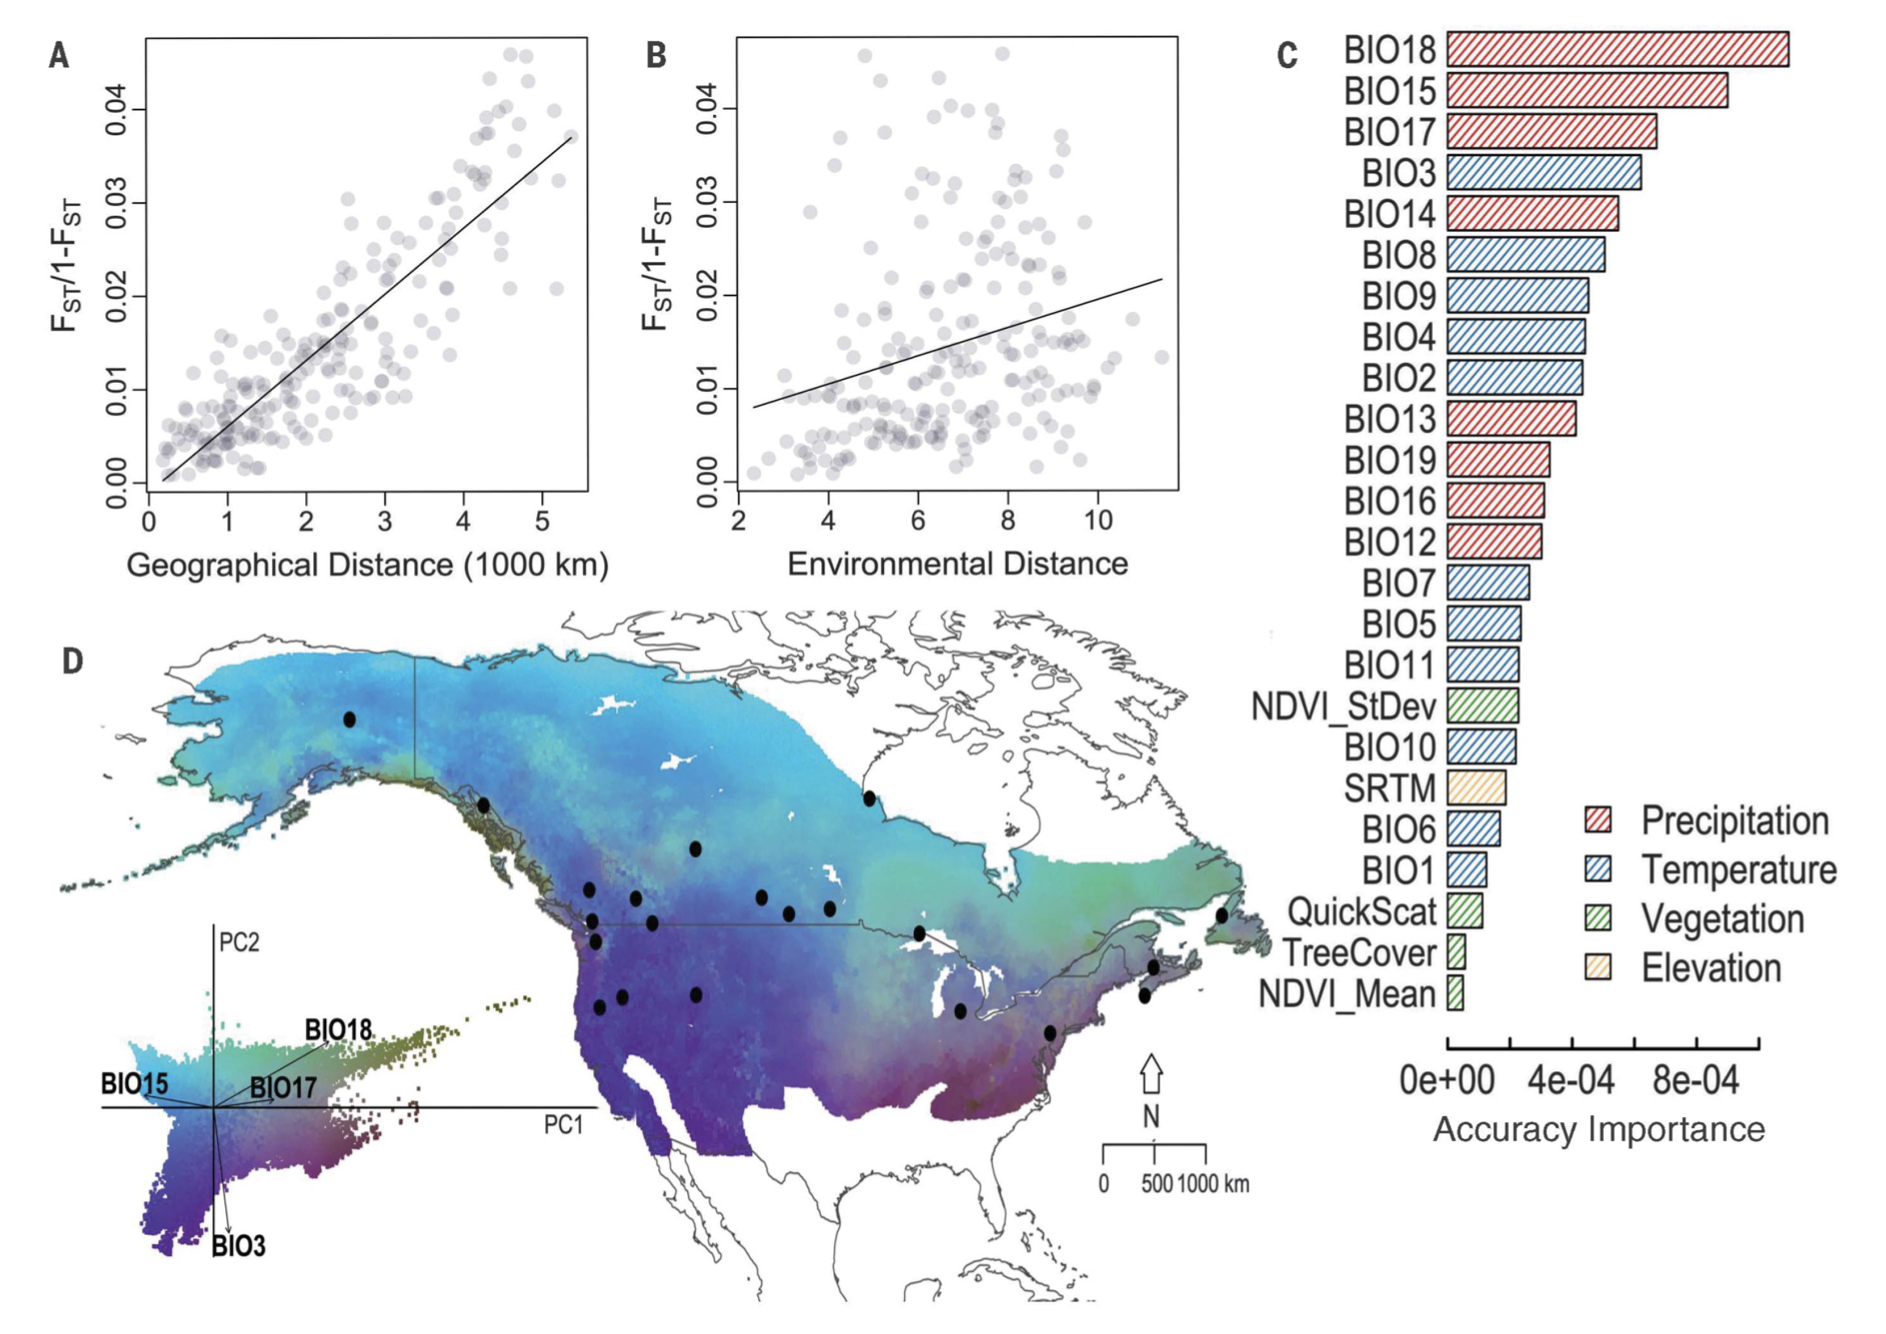 A
F_ST/1-F_ST
0.00 0.01 0.02 0.03 0.04
0 1 2 3 4 5
Geographical Distance (1000 km)
B
F_ST/1-F_ST
0.00 0.01 0.02 0.03 0.04
2 4 6 8 10
Environmental Distance
C
BIO18
BIO15
BIO17
BIO3
BIO14
BIO8
BIO9
BIO4
BIO2
BIO13
BIO19
BIO16
BIO12
BIO7
BIO5
BIO11
NDVI_StDev
BIO10
SRTM
BIO6
BIO1
QuickScat
TreeCover
NDVI_Mean
Precipitation
Temperature
Vegetation
Elevation
0e+00 4e-04 8e-04
Accuracy Importance
D
PC2
BIO18
BIO15
BIO17
PC1
BIO3
N
0 500 1000 km